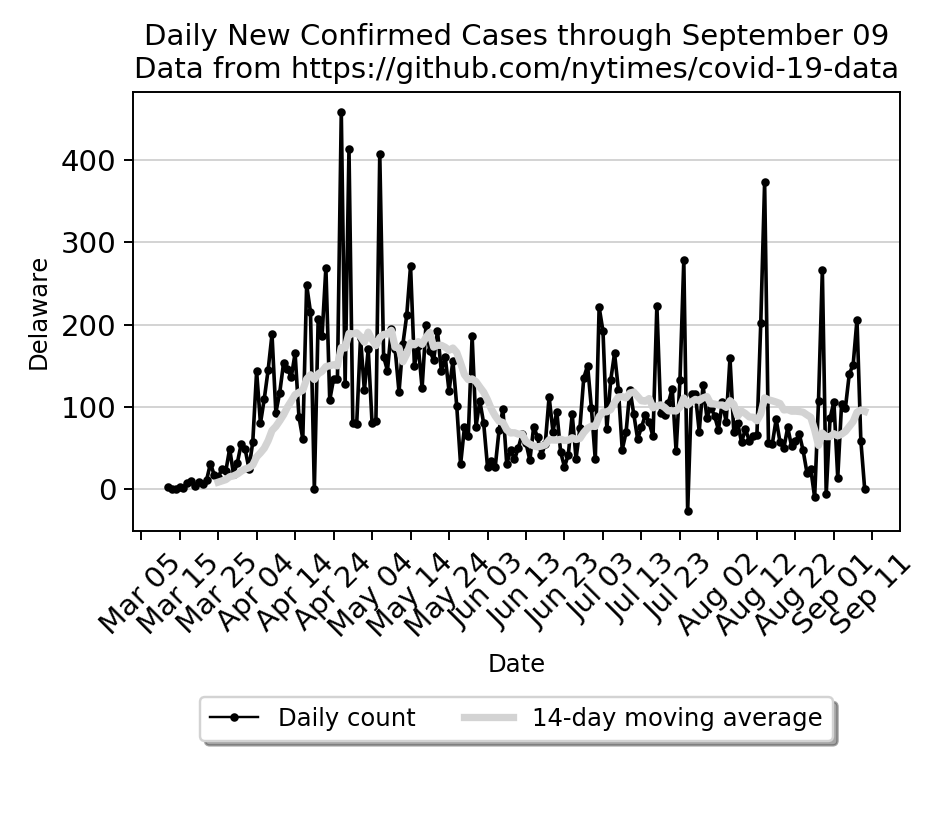 Daily New Confirmed Cases through September 09
Data from https://github.com/nytimes/covid-19-data
Delaware
400
300
200
100
0
Mar 05
Mar 15
Mar 25
Apr 04
Apr 14
Apr 24
May 04
May 14
May 24
Jun 03
Jun 13
Jun 23
Jul 03
Jul 13
Jul 23
Aug 02
Aug 12
Aug 22
Sep 01
Sep 11
Date
Daily count
14-day moving average